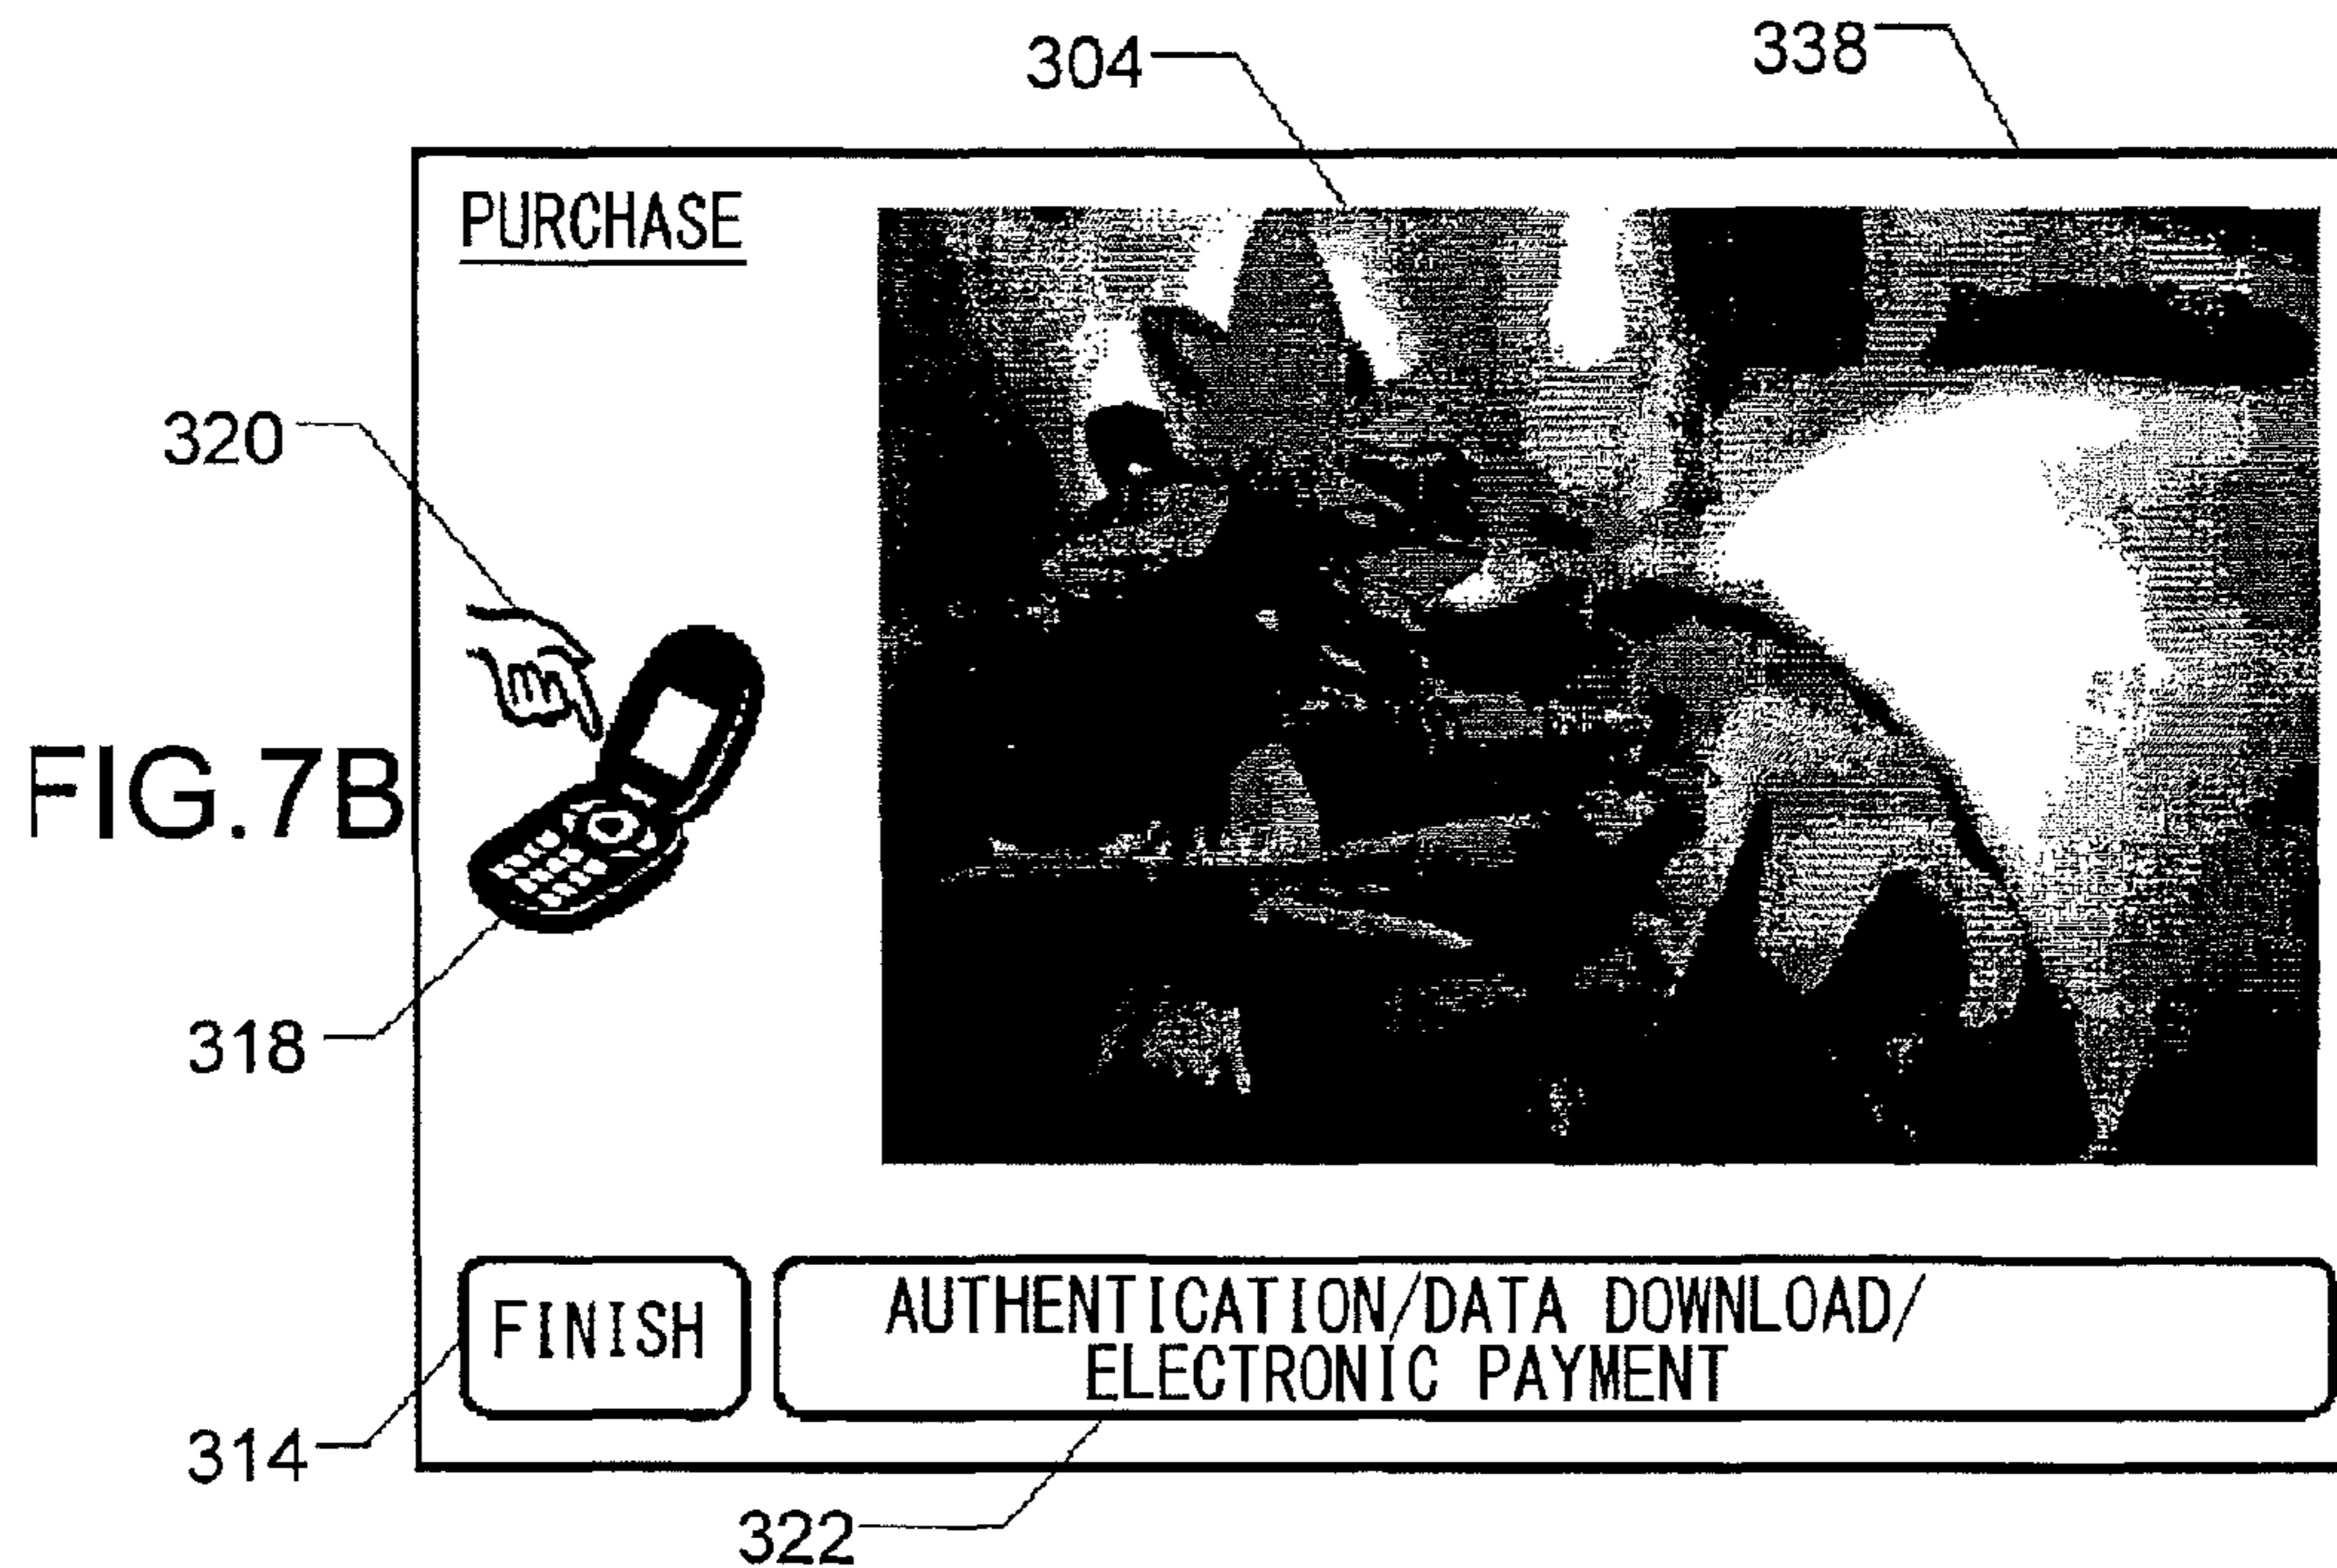 304
338
PURCHASE
320
FIG.7B
318
FINISH
AUTHENTICATION/DATA DOWNLOAD/
ELECTRONIC PAYMENT
314
322